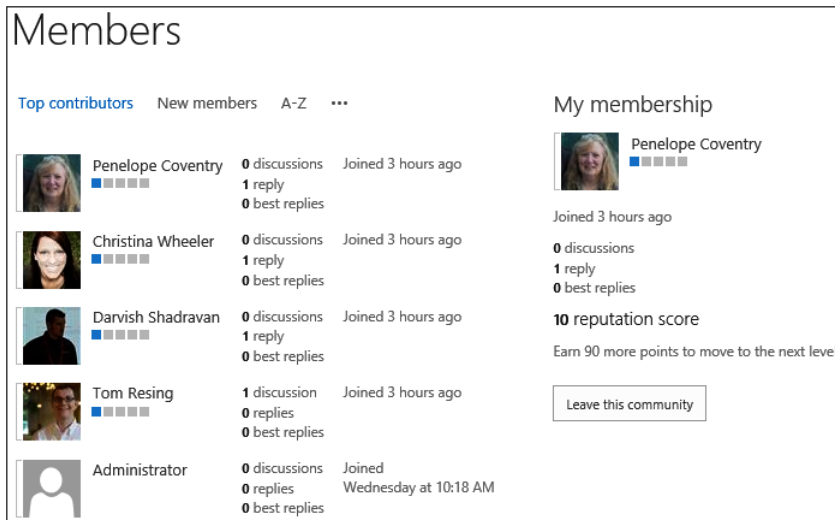 Members
Top contributors New members A-Z •••
Penelope Coventry
0 discussions
1 reply
0 best replies
Joined 3 hours ago
Christina Wheeler
0 discussions
1 reply
0 best replies
Joined 3 hours ago
Darvish Shadravan
0 discussions
1 reply
0 best replies
Joined 3 hours ago
Tom Resing
1 discussion
0 replies
0 best replies
Joined 3 hours ago
Administrator
0 discussions
0 replies
0 best replies
Joined
Wednesday at 10:18 AM
My membership
Penelope Coventry
Joined 3 hours ago
0 discussions
1 reply
0 best replies
10 reputation score
Earn 90 more points to move to the next leve
Leave this community